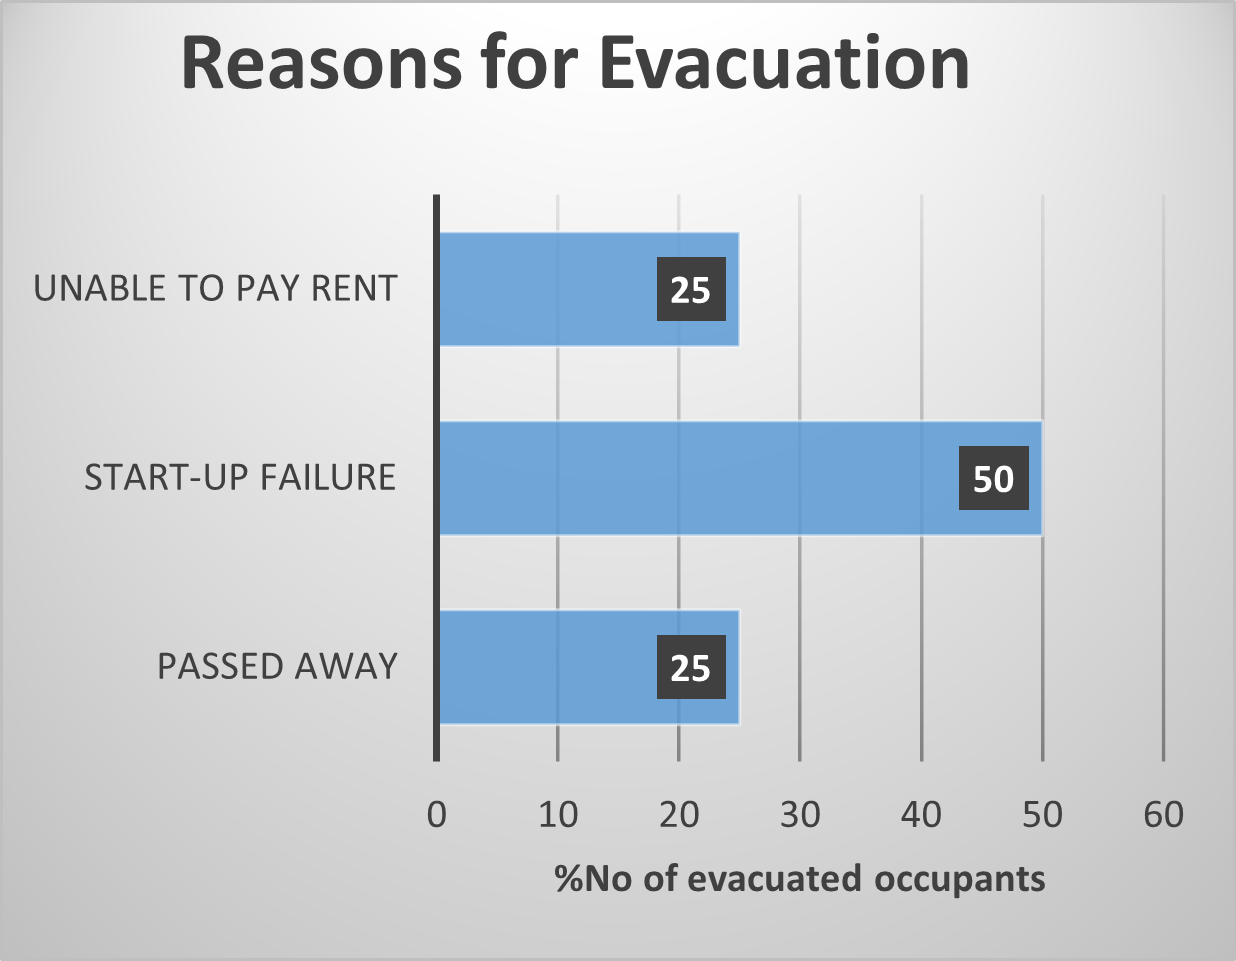 Reasons for Evacuation
UNABLE TO PAY RENT
25
START-UP FAILURE
50
PASSED AWAY
25
0 10 20 30 40 50 60
%No of evacuated occupants